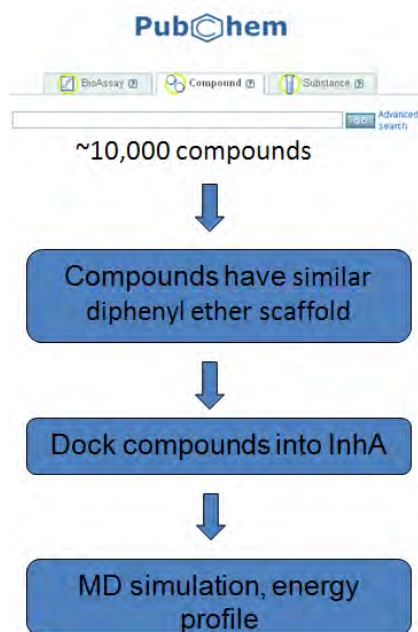 PubChem
BioAssay ? Compound ? Substance ?
GO Advanced
search
~10,000 compounds
Compounds have similar
diphenyl ether scaffold
Dock compounds into InhA
MD simulation, energy
profile